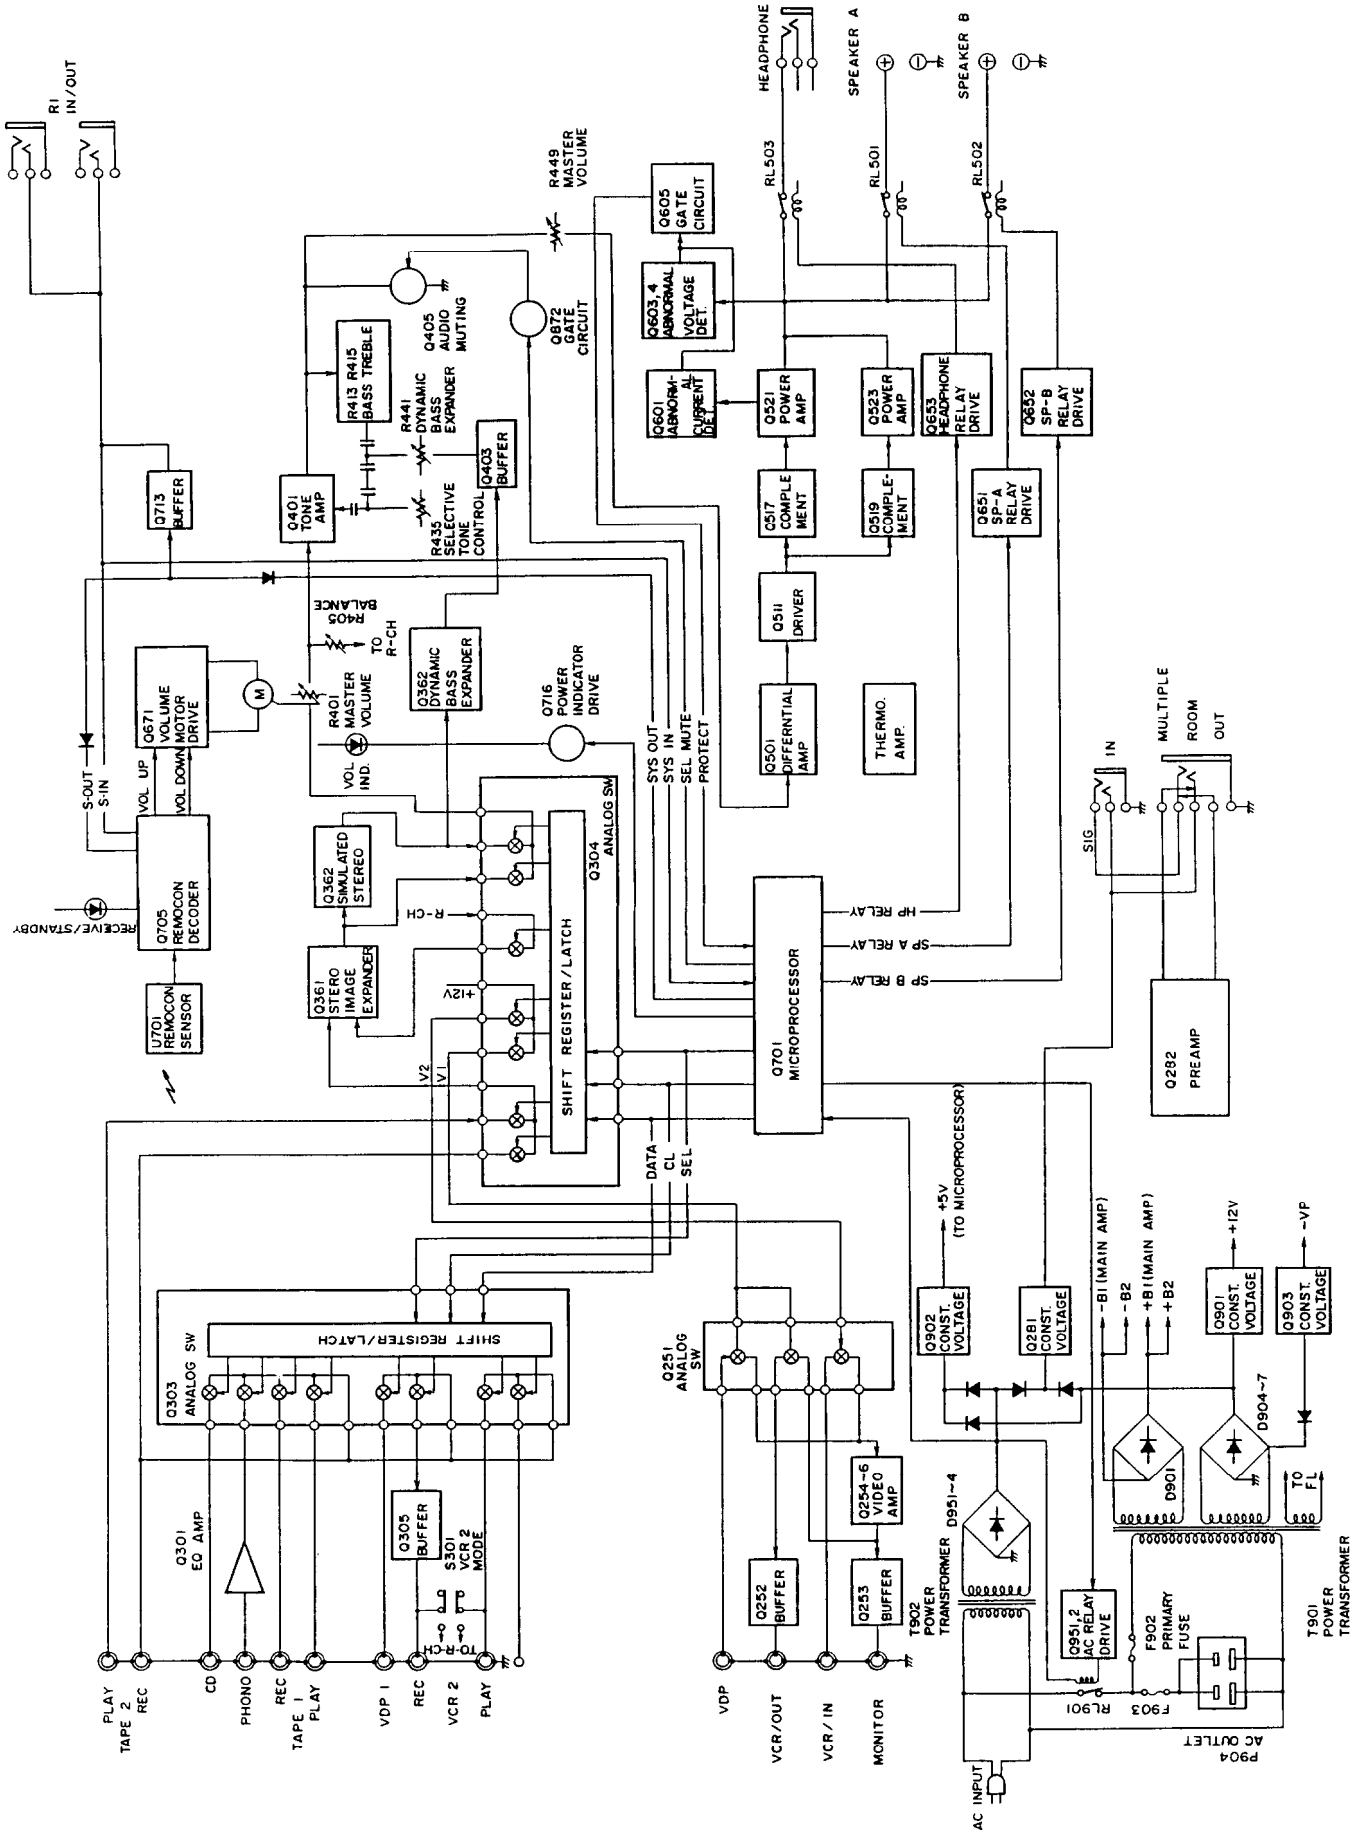 RI
IN/OUT
HEADPHONE
SPEAKER A
SPEAKER B
RL503
RL501
RL502
R449
MASTER
VOLUME
Q605
GATE
CIRCUIT
Q603,4
ABNORMAL
VOLTAGE
DET.
Q601
ABNORM-
AL
CURRENT
DET.
Q872
GATE
CIRCUIT
Q405
AUDIO
MUTING
R413 R415
BASS TREBLE
R441
DYNAMIC
BASS
EXPANDER
Q403
BUFFER
R435
SELECTIVE
TONE
CONTROL
Q401
TONE
AMP
Q713
BUFFER
Q521
POWER
AMP
Q523
POWER
AMP
Q653
HEADPHONE
RELAY
DRIVE
Q652
SP-B
RELAY
DRIVE
Q651
SP-A
RELAY
DRIVE
Q517
COMPLE
MENT
Q519
COMPLE-
MENT
Q511
DRIVER
Q501
DIFFERENTIAL
AMP
THERMO.
AMP.
R405
BALANCE
TO
R-CH
Q362
DYNAMIC
BASS
EXPANDER
Q716
POWER
INDICATOR
DRIVE
R401
MASTER
VOLUME
VOL
IND.
M
Q671
VOLUME
MOTOR
DRIVE
VOL UP
VOL DOWN
S-OUT
S-IN
Q705
REMOCON
DECODER
RECEIVE/STANDBY
U701
REMOCON
SENSOR
Q362
SIMULATED
STEREO
Q361
STERO
IMAGE
EXPANDER
R-CH
+12V
V2
V1
Q304
ANALOG SW
SHIFT REGISTER/LATCH
SYS OUT
SYS IN
SEL MUTE
PROTECT
Q701
MICROPROCESSOR
HP RELAY
SP A RELAY
SP B RELAY
DATA
CL
SEL
MULTIPLE
ROOM
IN
OUT
SIG
Q282
PREAMP
Q303
ANALOG SW
SHIFT REGISTER/LATCH
Q251
ANALOG
SW
Q301
EQ AMP
Q305
BUFFER
S301
VCR 2
MODE
TO-R-CH
PLAY
TAPE 2
REC
CD
PHONO
REC
TAPE 1
PLAY
VDP 1
REC
VCR 2
PLAY
VDP
VCR/OUT
VCR/IN
MONITOR
Q252
BUFFER
Q253
BUFFER
Q254~6
VIDEO
AMP
Q902
CONST.
VOLTAGE
+5V
(TO MICROPROCESSOR)
Q281
CONST.
VOLTAGE
-B1(MAIN AMP)
-B2
+B1(MAIN AMP)
+B2
Q901
CONST.
VOLTAGE
+12V
Q903
CONST.
VOLTAGE
-VP
D951~4
D901
D904~7
TO
FL
T902
POWER
TRANSFORMER
Q951,2
AC RELAY
DRIVE
F902
PRIMARY
FUSE
T901
POWER
TRANSFORMER
RL901
F903
P904
AC OUTLET
AC INPUT